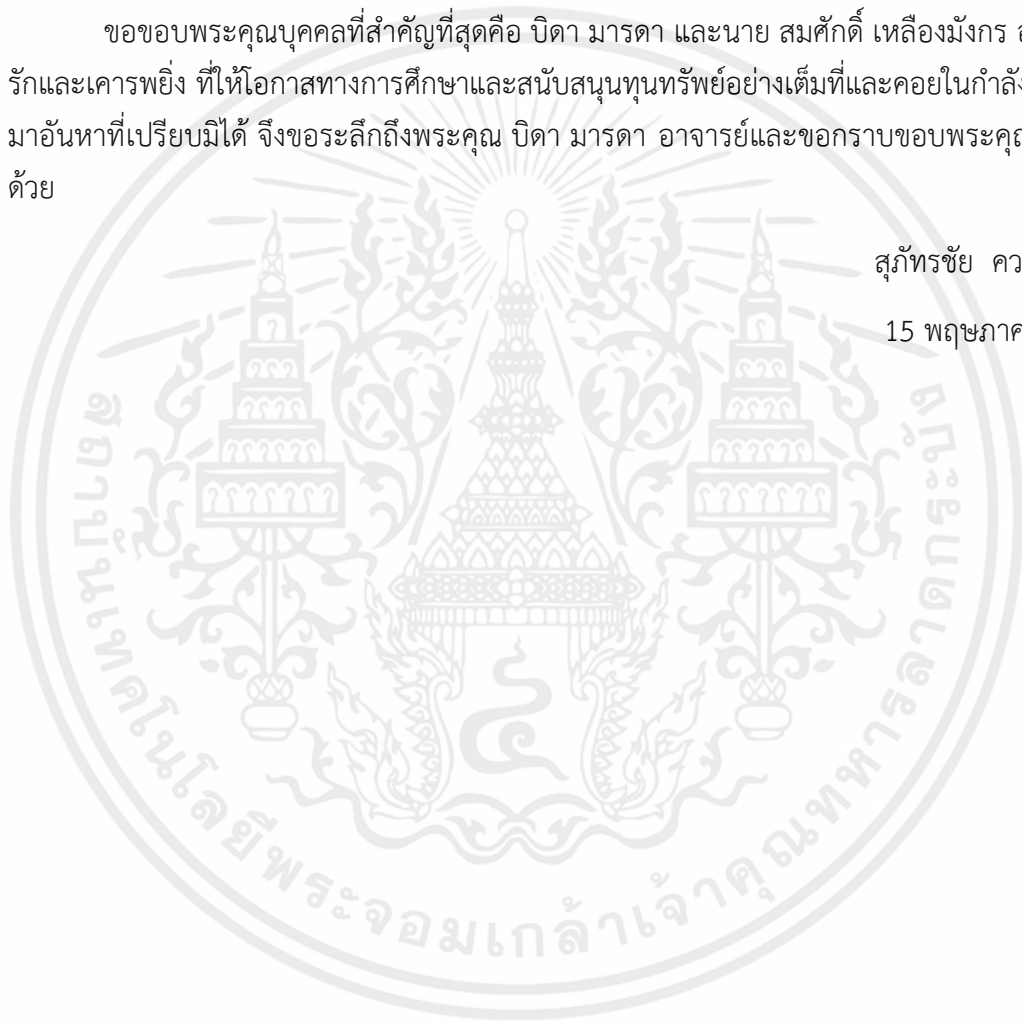 ขอขอบพระคุณบุคคลที่สำคัญที่สุดคือ บิดา มารดา และนาย สมศักดิ์ เหลืองมังกร
รักและเคารพยิ่ง ที่ให้โอกาสทางการศึกษาและสนับสนุนทุนทรัพย์อย่างเต็มที่และคอยในกำลัง
มาอันหาที่เปรียบมิได้ จึงขอระลึกถึงพระคุณ บิดา มารดา อาจารย์และขอกราบขอบพระคุณ
ด้วย
สุภัทรชัย คว
15 พฤษภาค
สถาบันเทคโนโลยีพระจอมเกล้าเจ้าคุณทหารลาดกระบัง
๔